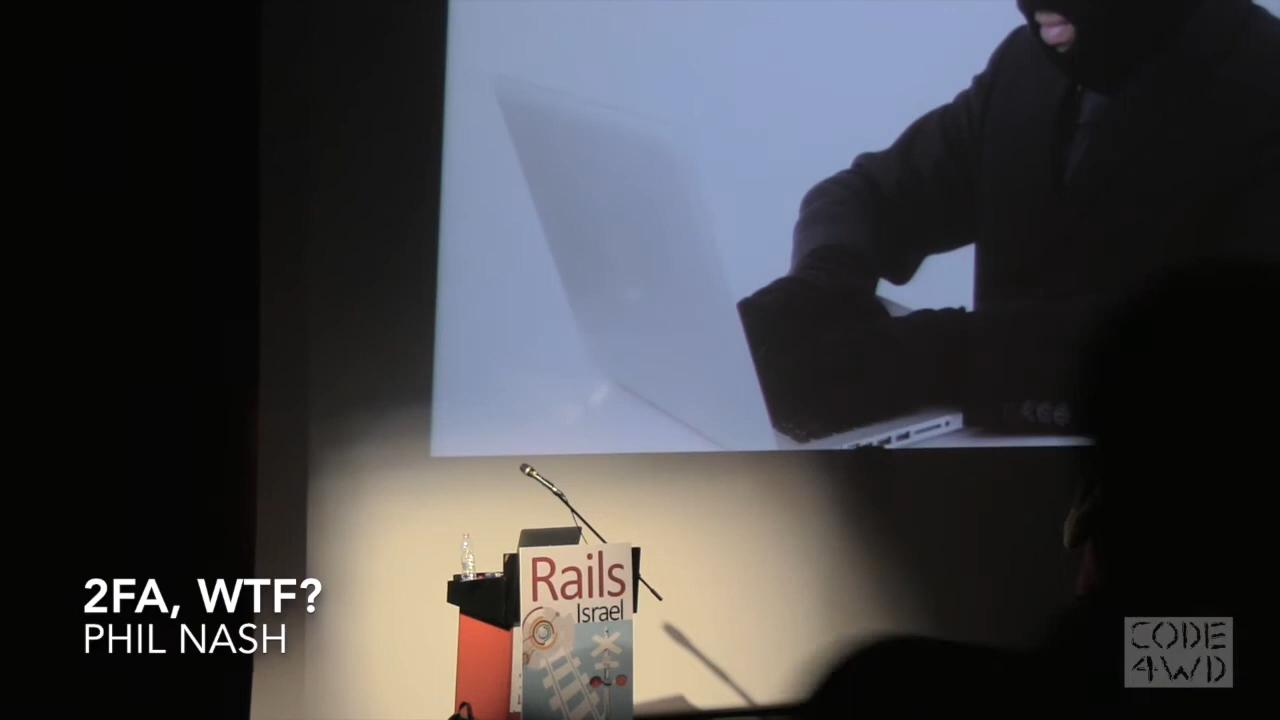 Rails
Israel
2FA, WTF?
PHIL NASH
CODE
4WD